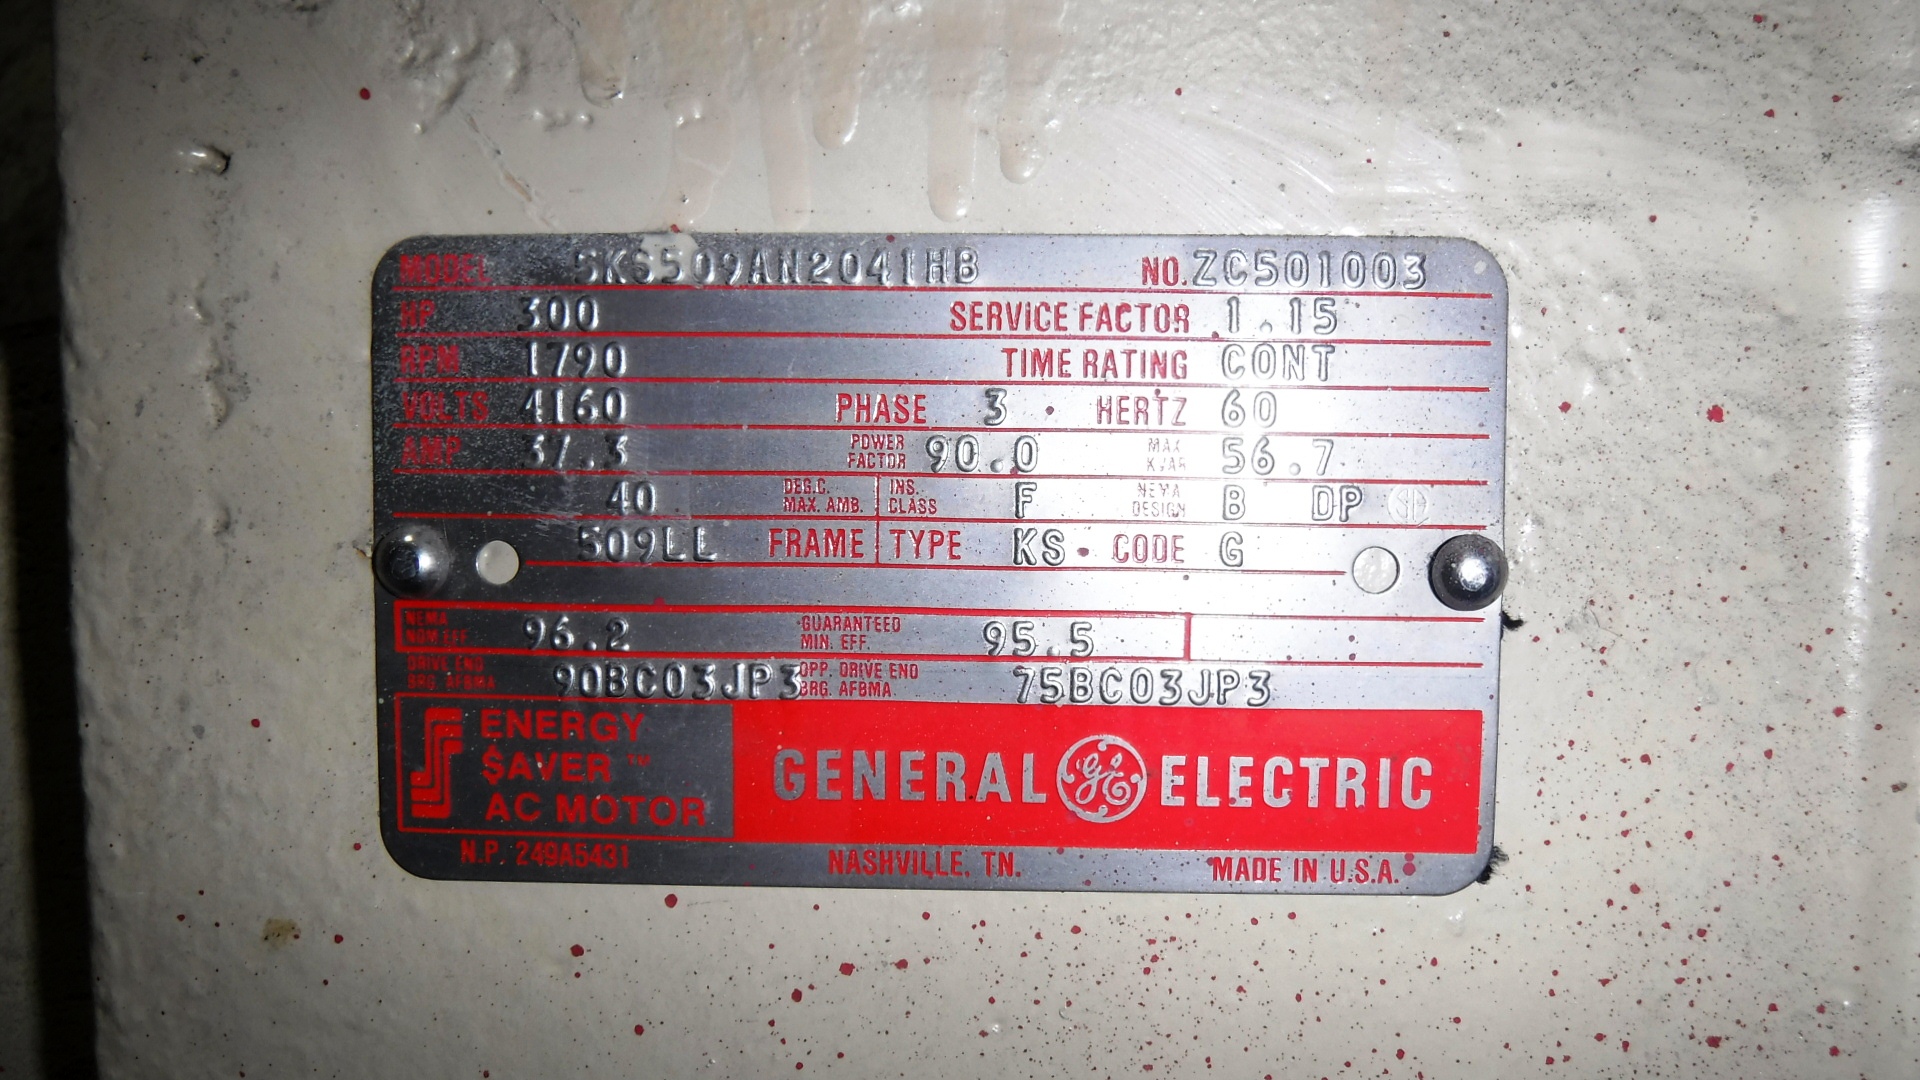 MODEL 5KS509AN2041HB NO. ZC501003
HP 300 SERVICE FACTOR 1.15
RPM 1790 TIME RATING CONT
VOLTS 4160 PHASE 3 HERTZ 60
AMP 37.3 POWER FACTOR 90.0 MAX KVAR 56.7
40 DEG.C. MAX. AMB. INS. CLASS F NEMA DESIGN B DP
509LL FRAME TYPE KS CODE G
NEMA NOM.EFF 96.2 GUARANTEED MIN. EFF. 95.5
DRIVE END BRG. AFBMA 90BC03JP3 OPP. DRIVE END BRG. AFBMA 75BC03JP3
ENERGY
$AVER™
AC MOTOR
GENERAL GE ELECTRIC
N.P. 249A5431 NASHVILLE, TN. MADE IN U.S.A.